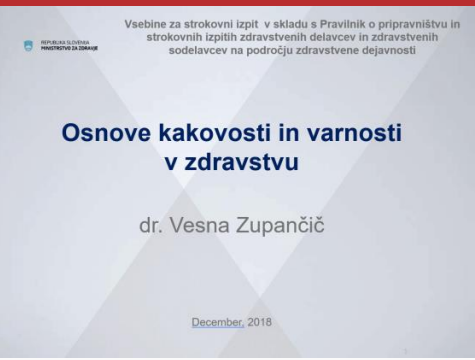 Vsebine za strokovni izpit v skladu s Pravilnik o pripravništvu in
strokovnih izpitih zdravstvenih delavcev in zdravstvenih
sodelavcev na področju zdravstvene dejavnosti
REPUBLIKA SLOVENIJA
MINISTRSTVO ZA ZDRAVJE
Osnove kakovosti in varnosti
v zdravstvu
dr. Vesna Zupančič
December, 2018